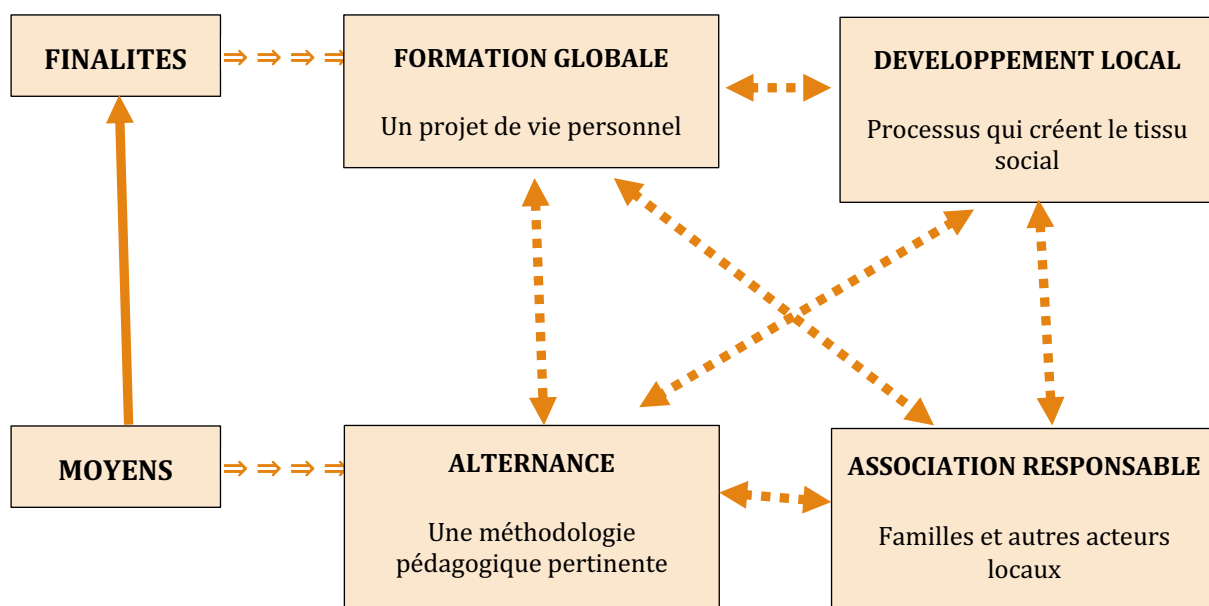 FINALITES
⇒ ⇒ ⇒ ⇒
FORMATION GLOBALE
Un projet de vie personnel
DEVELOPPEMENT LOCAL
Processus qui créent le tissu
social
MOYENS
⇒ ⇒ ⇒ ⇒
ALTERNANCE
Une méthodologie
pédagogique pertinente
ASSOCIATION RESPONSABLE
Familles et autres acteurs
locaux